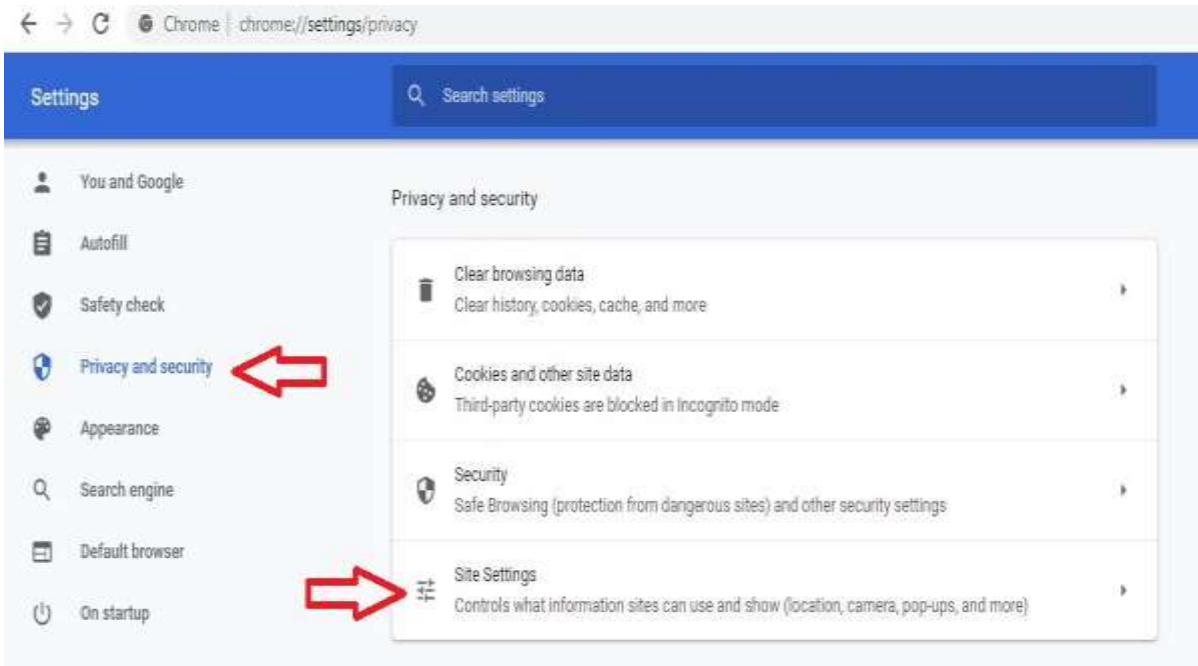 Chrome | chrome://settings/privacy
Settings
Search settings
You and Google
Autofill
Safety check
Privacy and security
Appearance
Search engine
Default browser
On startup
Privacy and security
Clear browsing data
Clear history, cookies, cache, and more
Cookies and other site data
Third-party cookies are blocked in Incognito mode
Security
Safe Browsing (protection from dangerous sites) and other security settings
Site Settings
Controls what information sites can use and show (location, camera, pop-ups, and more)